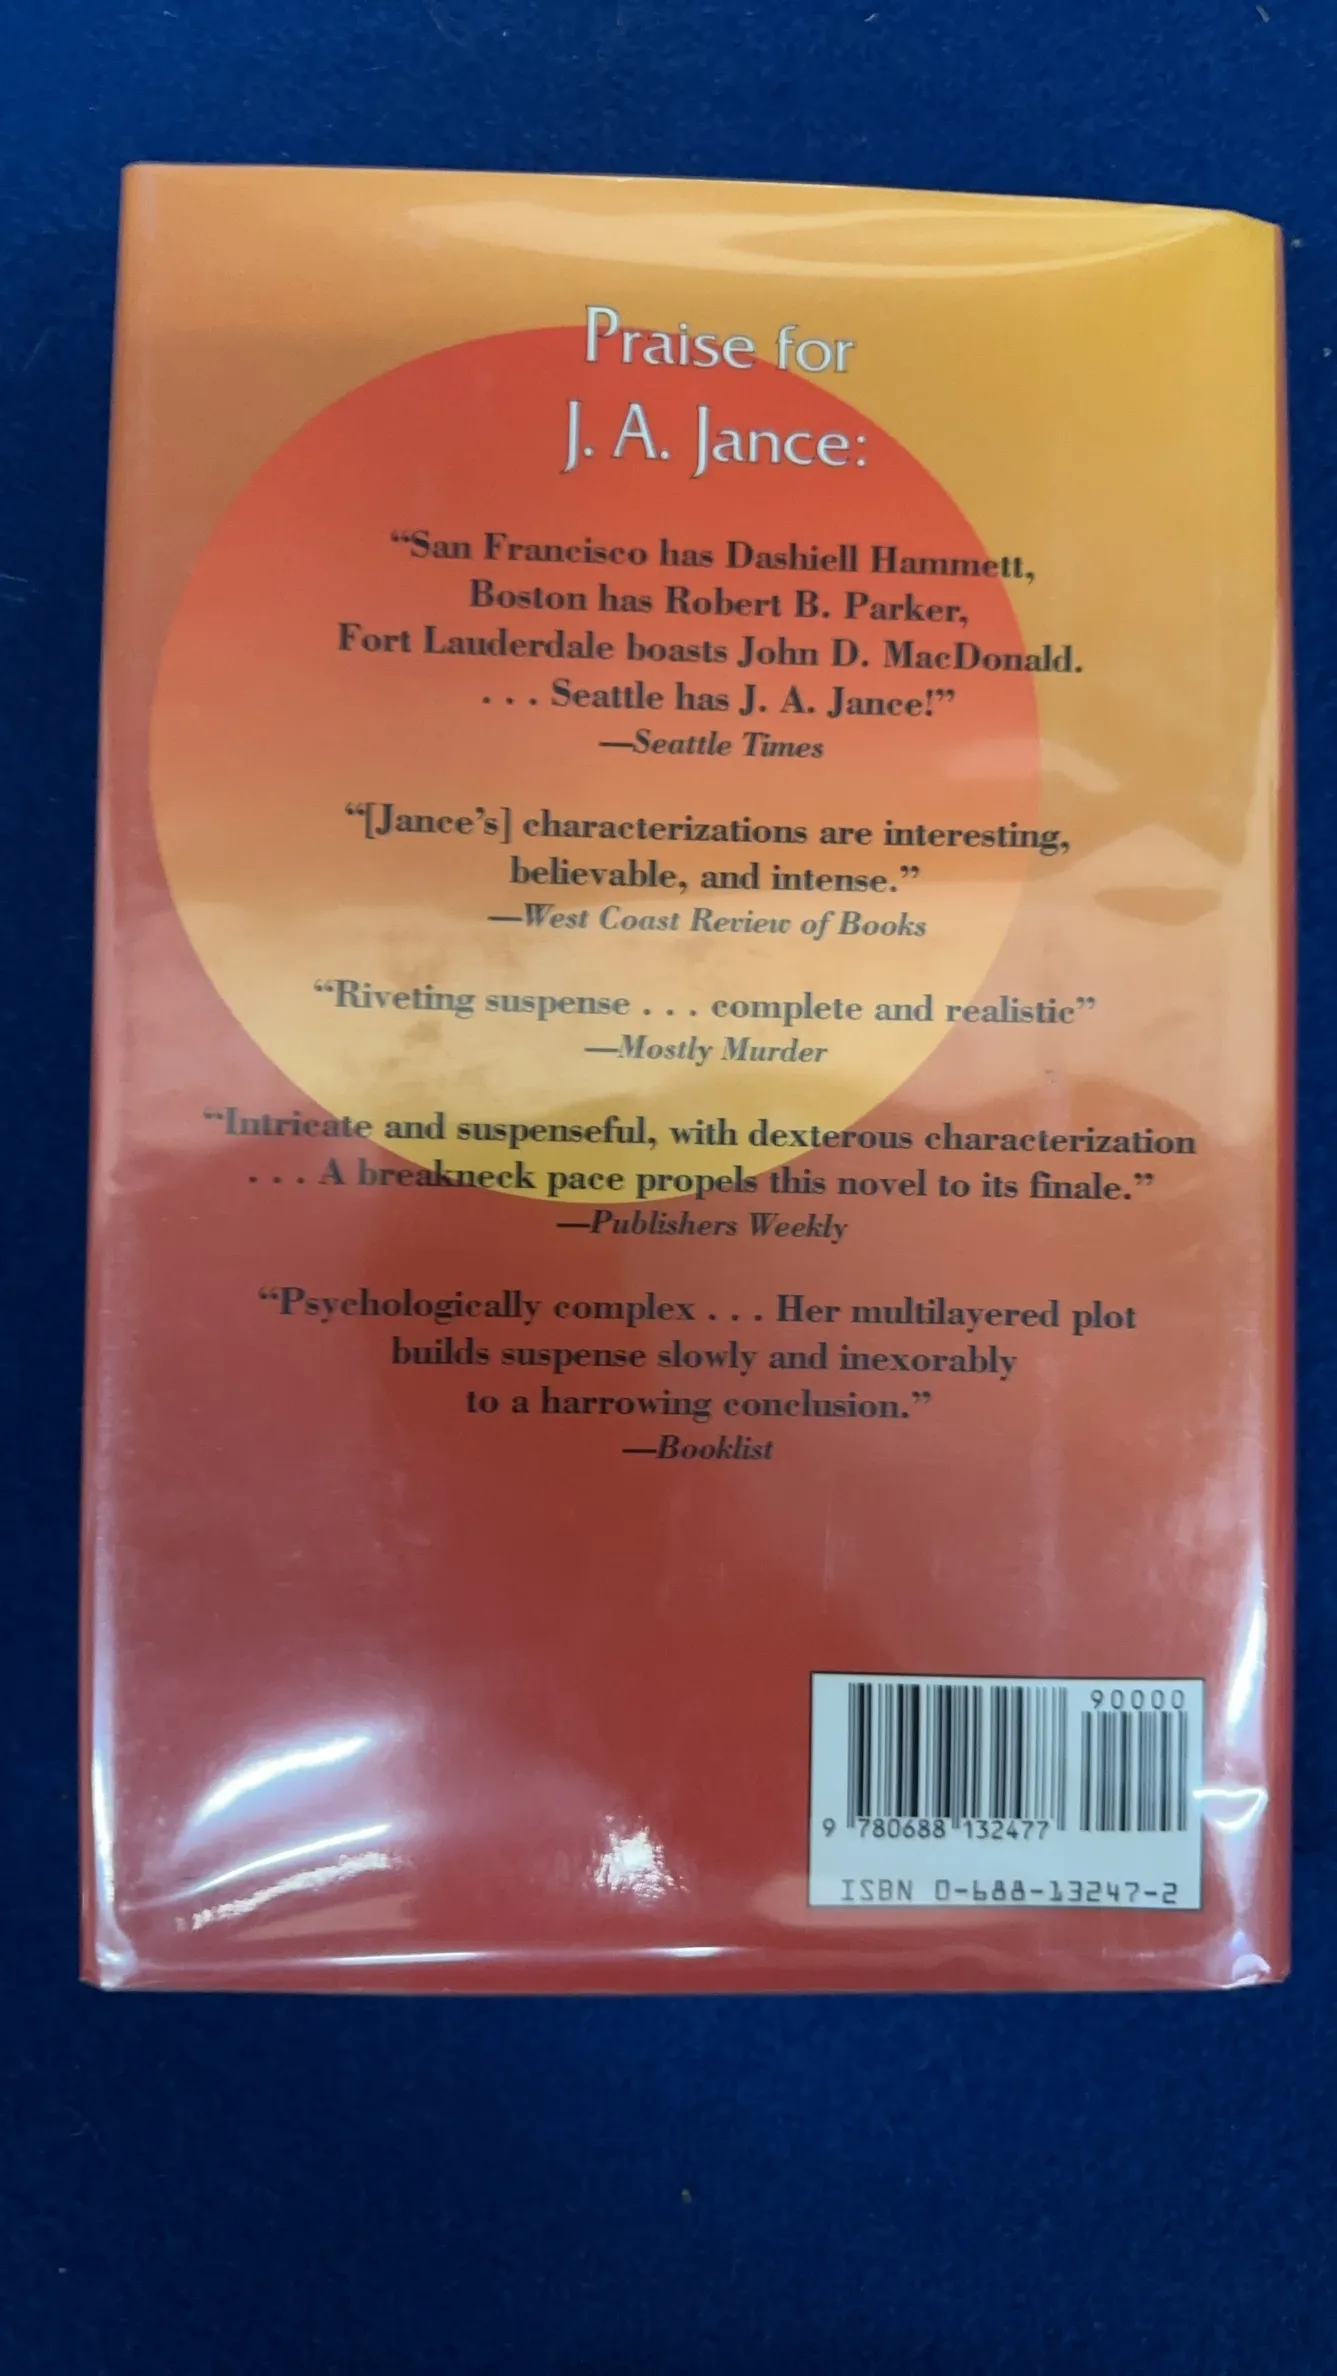 Praise for
J. A. Jance:
“San Francisco has Dashiell Hammett,
Boston has Robert B. Parker,
Fort Lauderdale boasts John D. MacDonald.
. . . Seattle has J. A. Jance!”
—Seattle Times
“[Jance’s] characterizations are interesting,
believable, and intense.”
—West Coast Review of Books
“Riveting suspense . . . complete and realistic”
—Mostly Murder
“Intricate and suspenseful, with dexterous characterization
. . . A breakneck pace propels this novel to its finale.”
—Publishers Weekly
“Psychologically complex . . . Her multilayered plot
builds suspense slowly and inexorably
to a harrowing conclusion.”
—Booklist
90000
9 780688 132477
ISBN 0-688-13247-2